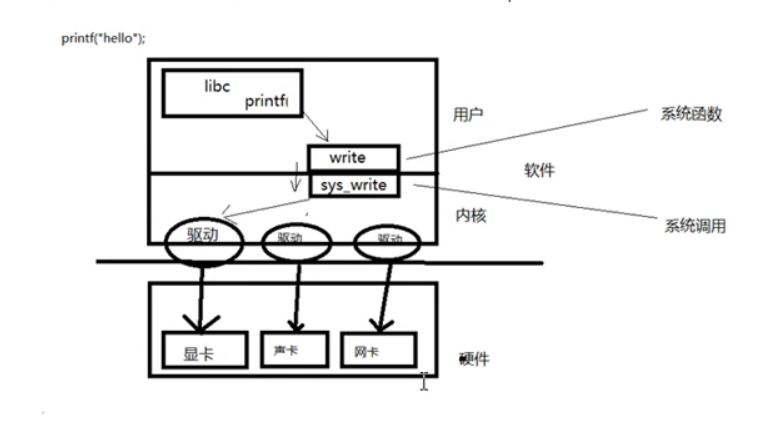 printf("hello");
libc
printf(
用户
系统函数
write
软件
sys_write
内核
系统调用
驱动
驱动
驱动
显卡
声卡
网卡
硬件